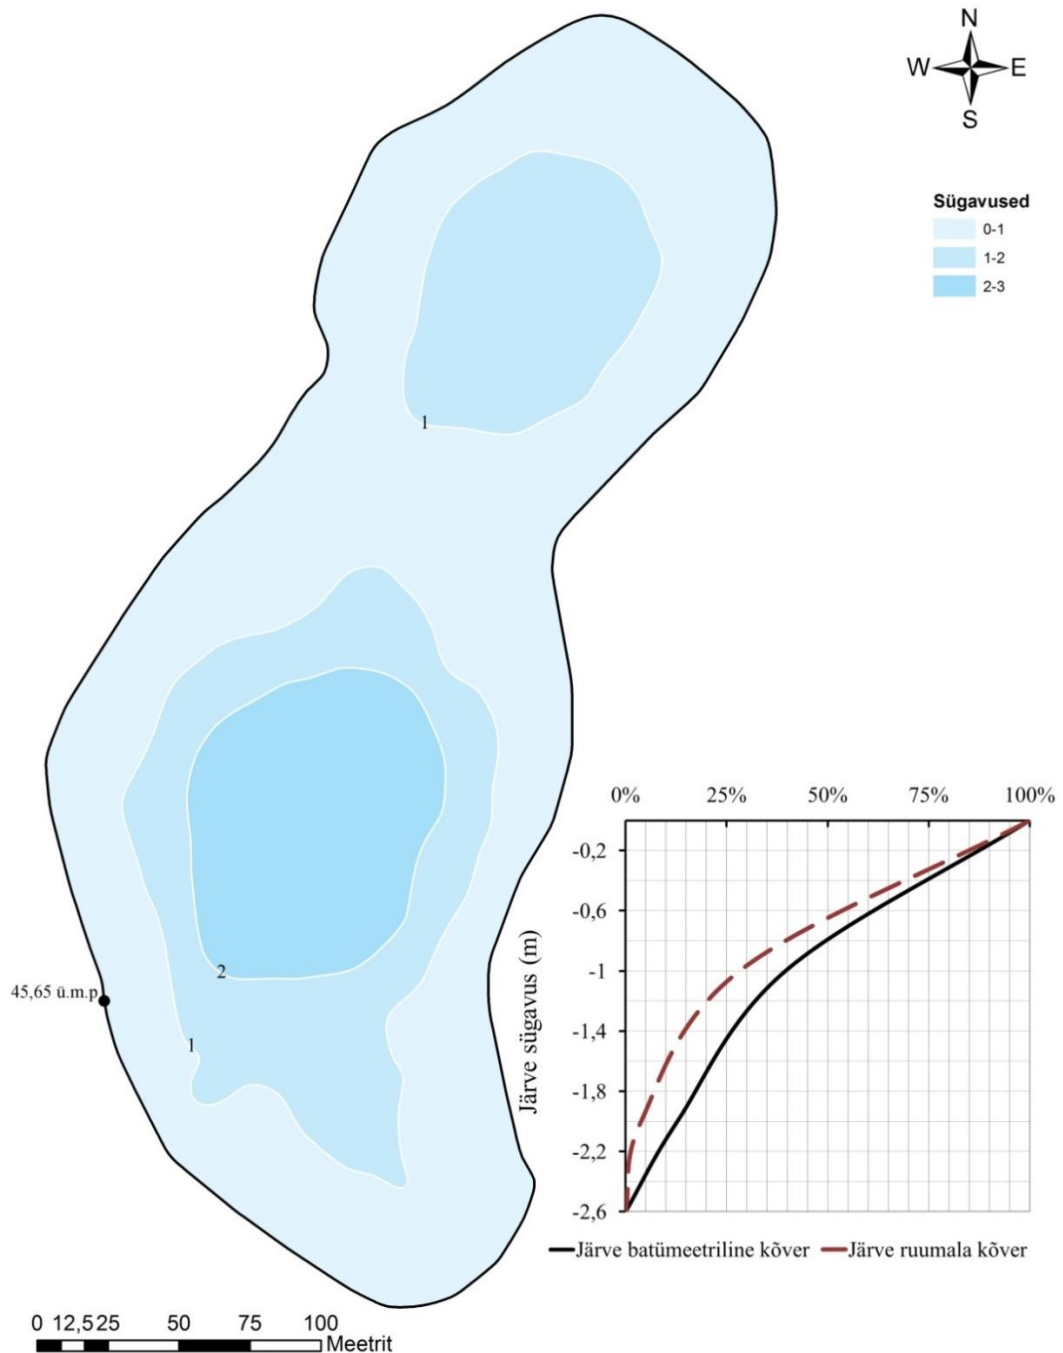 N
W E
S
Sügavused
0-1
1-2
2-3
1
2
45,65 ü.m.p
1
0% 25% 50% 75% 100%
Järve sügavus (m)
-0,2
-0,6
-1
-1,4
-1,8
-2,2
-2,6
Järve batümeetriline kõver Järve ruumala kõver
0 12,5 25 50 75 100
Meetrit